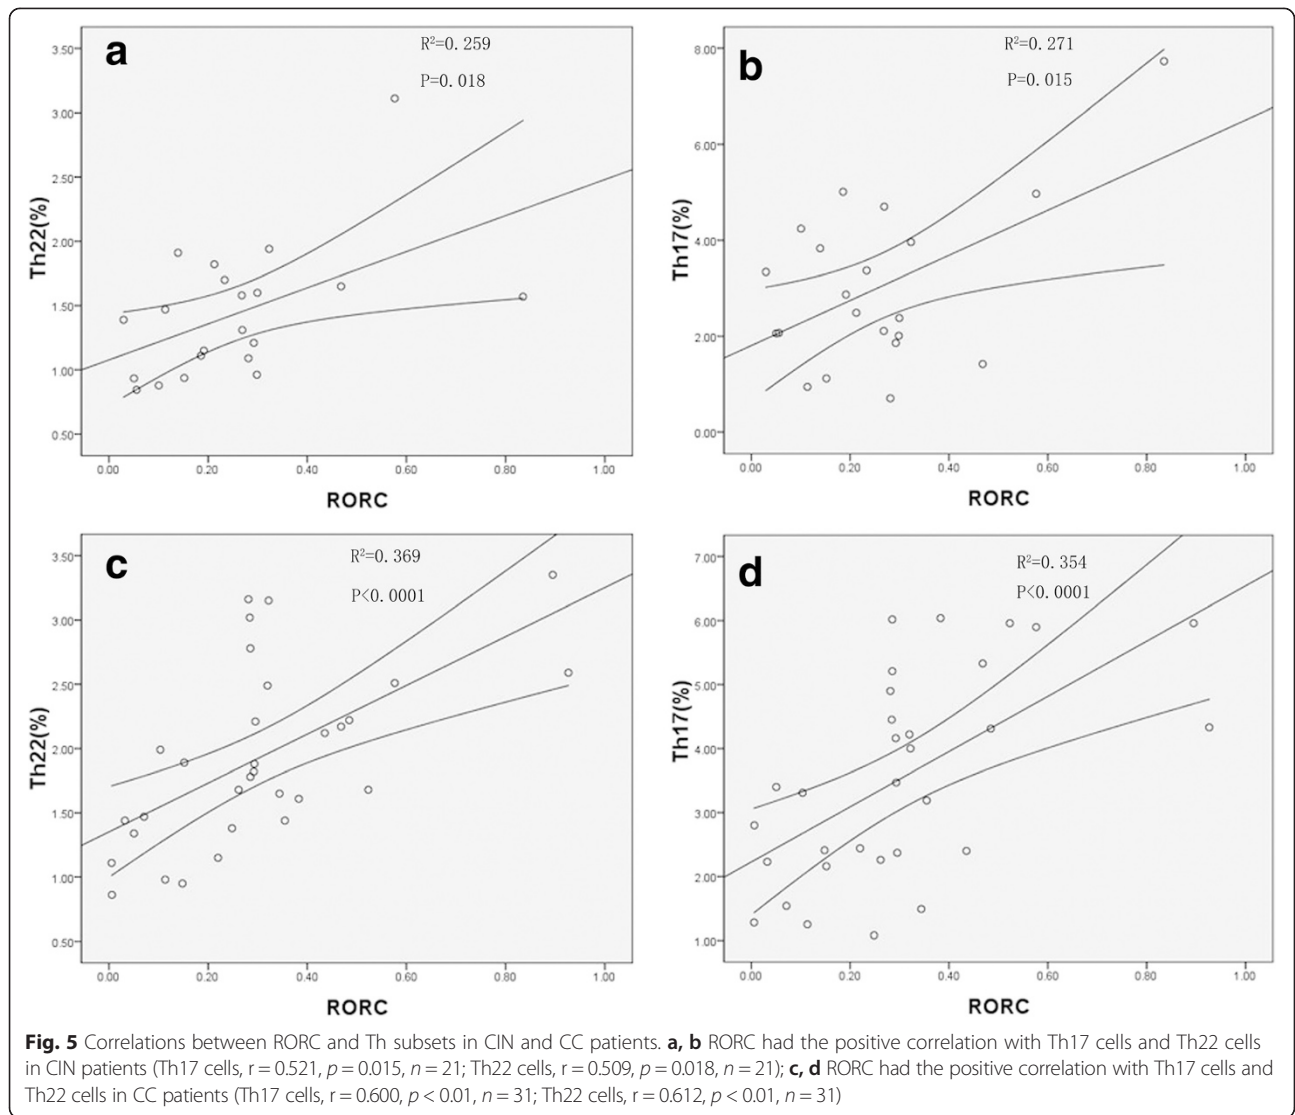 a
R²=0.259
P=0.018
3.50
3.00
2.50
2.00
1.50
1.00
0.50
Th22(%)
0.00 0.20 0.40 0.60 0.80 1.00
RORC
b
R²=0.271
P=0.015
8.00
6.00
4.00
2.00
0.00
Th17(%)
0.00 0.20 0.40 0.60 0.80 1.00
RORC
c
R²=0.369
P<0.0001
3.50
3.00
2.50
2.00
1.50
1.00
0.50
Th22(%)
0.00 0.20 0.40 0.60 0.80 1.00
RORC
d
R²=0.354
P<0.0001
7.00
6.00
5.00
4.00
3.00
2.00
1.00
Th17(%)
0.00 0.20 0.40 0.60 0.80 1.00
RORC
Fig. 5 Correlations between RORC and Th subsets in CIN and CC patients. a, b RORC had the positive correlation with Th17 cells and Th22 cells
in CIN patients (Th17 cells, r = 0.521, p = 0.015, n = 21; Th22 cells, r = 0.509, p = 0.018, n = 21); c, d RORC had the positive correlation with Th17 cells and
Th22 cells in CC patients (Th17 cells, r = 0.600, p < 0.01, n = 31; Th22 cells, r = 0.612, p < 0.01, n = 31)